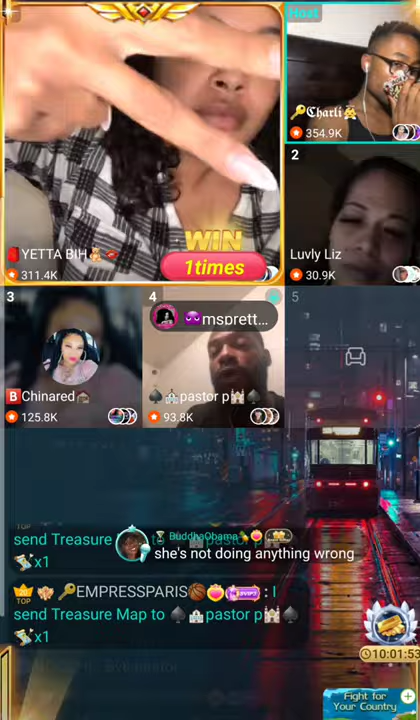 Host
🔑ℭ𝔥𝔞𝔯𝔩𝔦🐹
354.9K
YETTA BIH🧸💋
311.4K
WIN
1times
2
Luvly Liz
30.9K
3
🅱Chinared🏠
125.8K
4
msprett...
♠⛪pastor p🏰♠
93.8K
5
TOP
send Treasure
BuddhaObama
she's not doing anything wrong
x1
TOP 🔑EMPRESSPARIS🏀 : I
send Treasure Map to ♠⛪pastor p🏰♠
x1
10:01:53
Fight for
Your Country